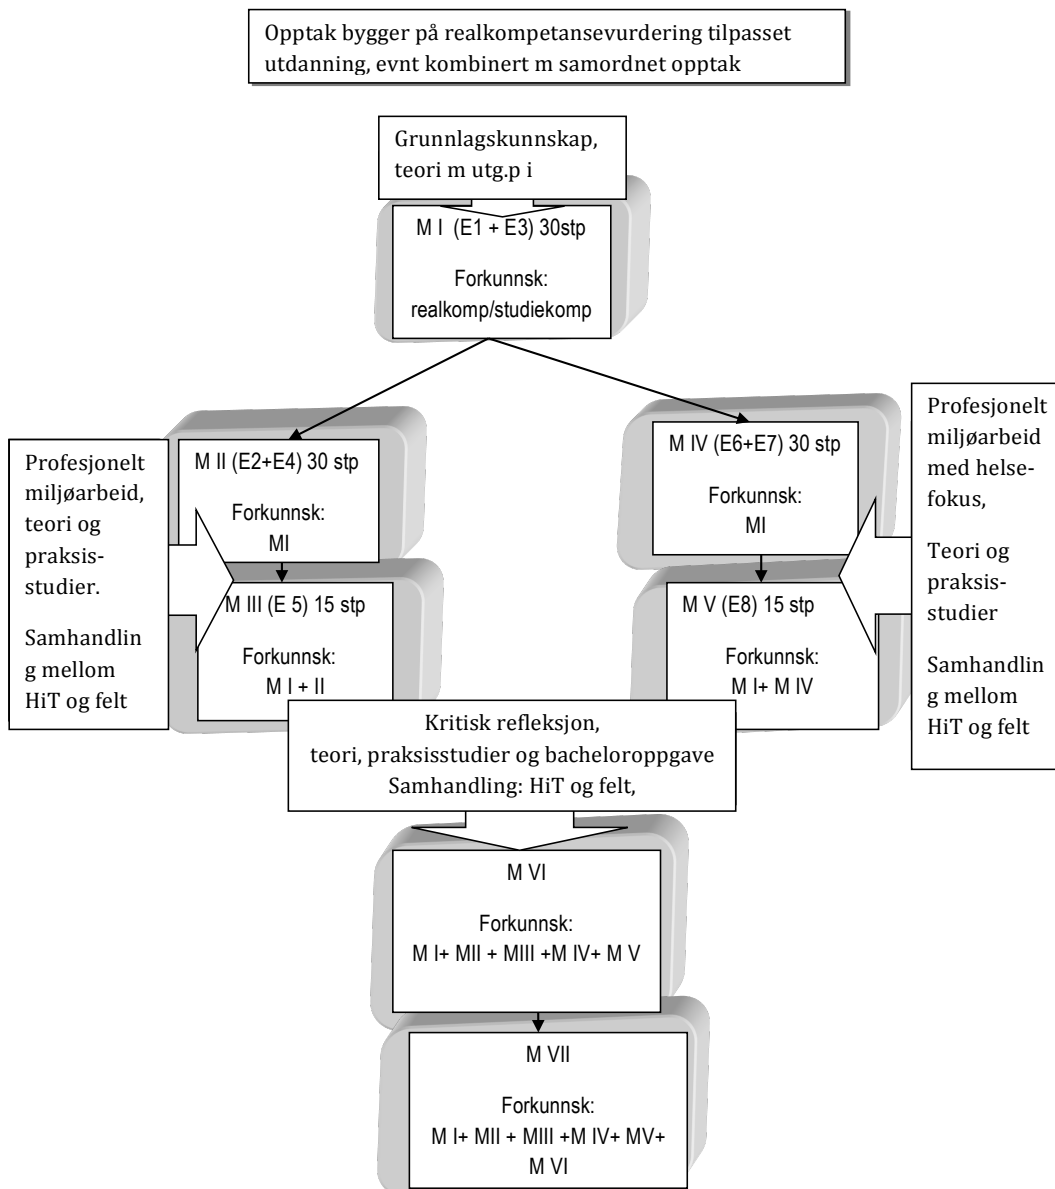 Opptak bygger på realkompetansevurdering tilpasset
utdanning, evnt kombinert m samordnet opptak
Grunnlagskunnskap,
teori m utg.p i
M I (E1 + E3) 30stp
Forkunnsk:
realkomp/studiekomp
Profesjonelt
miljøarbeid,
teori og
praksis-
studier.
Samhandlin
g mellom
HiT og felt
M II (E2+E4) 30 stp
Forkunnsk:
MI
M III (E 5) 15 stp
Forkunnsk:
M I + II
M IV (E6+E7) 30 stp
Forkunnsk:
MI
M V (E8) 15 stp
Forkunnsk:
M I+ M IV
Profesjonelt
miljøarbeid
med helse-
fokus,
Teori og
praksis-
studier
Samhandlin
g mellom
HiT og felt
Kritisk refleksjon,
teori, praksisstudier og bacheloroppgave
Samhandling: HiT og felt,
M VI
Forkunnsk:
M I+ MII + MIII +M IV+ M V
M VII
Forkunnsk:
M I+ MII + MIII +M IV+ MV+
M VI